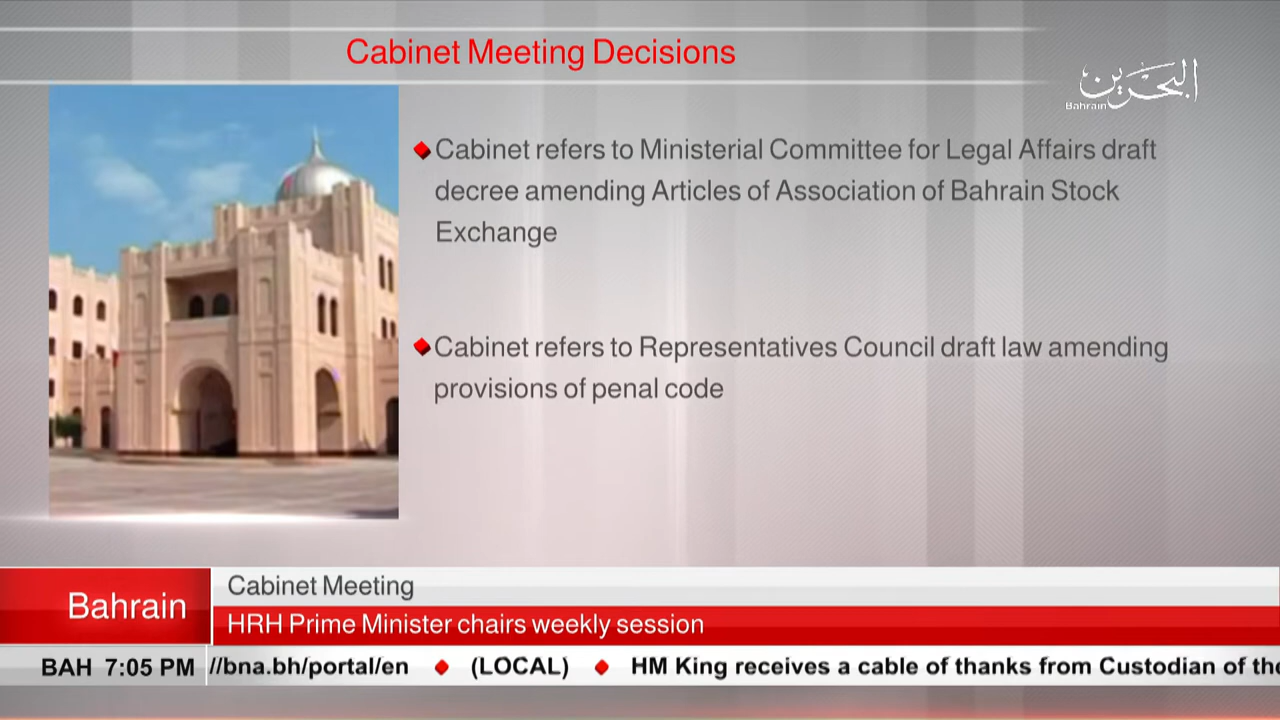 Cabinet Meeting Decisions
البحرين
Bahrain
Cabinet refers to Ministerial Committee for Legal Affairs draft
decree amending Articles of Association of Bahrain Stock
Exchange
Cabinet refers to Representatives Council draft law amending
provisions of penal code
Bahrain
Cabinet Meeting
HRH Prime Minister chairs weekly session
BAH 7:05 PM //bna.bh/portal/en (LOCAL) HM King receives a cable of thanks from Custodian of the